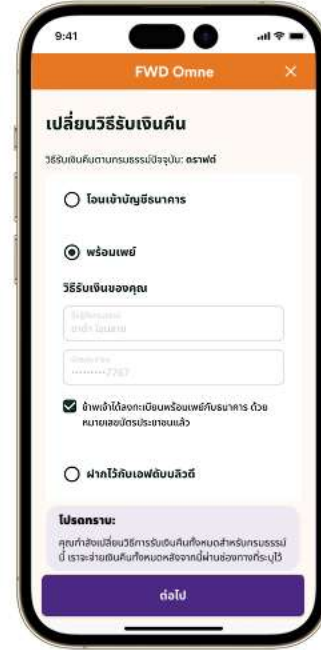 9:41
FWD Omne
เปลี่ยนวิธีรับเงินคืน
วิธีรับเงินคืนตามกรมธรรม์ปัจจุบัน: ดราฟต์
โอนเข้าบัญชีธนาคาร
พร้อมเพย์
วิธีรับเงินของคุณ
•••••••••7767
ข้าพเจ้าได้ลงทะเบียนพร้อมเพย์กับธนาคาร ด้วย
หมายเลขบัตรประชาชนแล้ว
ฝากไว้กับเอฟดับบลิวดี
โปรดทราบ:
คุณกำลังเปลี่ยนวิธีการรับเงินคืนทั้งหมดสำหรับกรมธรรม์
นี้ เราจะจ่ายเงินคืนทั้งหมดหลังจากนี้ผ่านช่องทางที่ระบุไว้
ต่อไป